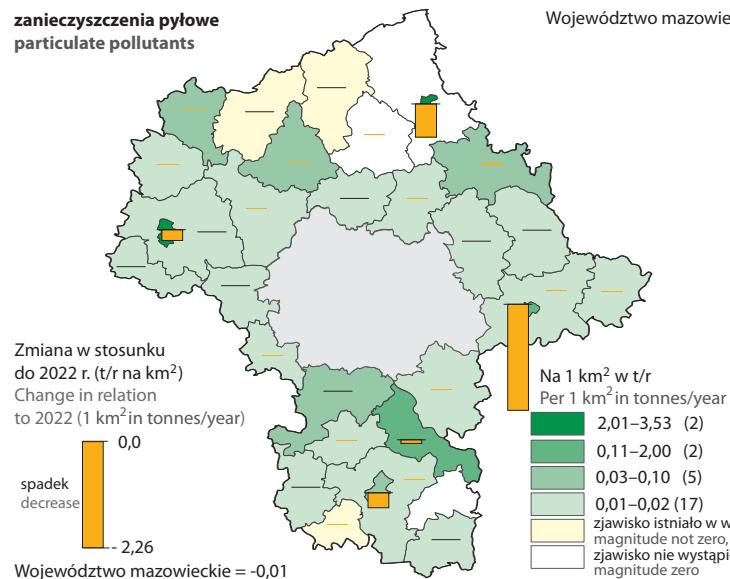 zanieczyszczenia pyłowe
particulate pollutants
Województwo mazowie
Zmiana w stosunku
do 2022 r. (t/r na km²)
Change in relation
to 2022 (1 km² in tonnes/year)
0,0
spadek
decrease
- 2,26
Województwo mazowieckie = -0,01
Na 1 km² w t/r
Per 1 km² in tonnes/year
2,01–3,53 (2)
0,11–2,00 (2)
0,03–0,10 (5)
0,01–0,02 (17)
zjawisko istniało w w
magnitude not zero,
zjawisko nie wystąpi
magnitude zero